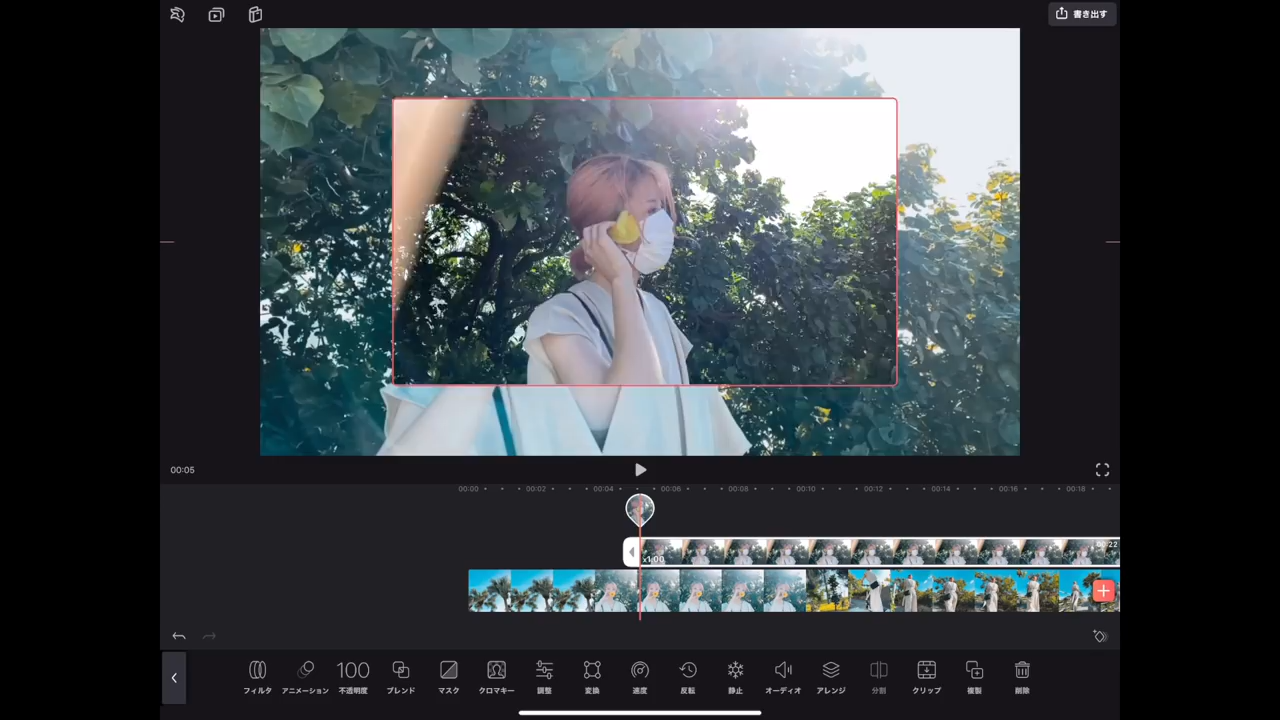 書き出す
00:05
00:00 00:02 00:04 00:06 00:08 00:10 00:12 00:14 00:16 00:18
x1.00 00:22
100
フィルタ アニメーション 不透明度 ブレンド マスク クロマキー 調整 変換 速度 反転 静止 オーディオ アレンジ 分割 クリップ 複製 削除